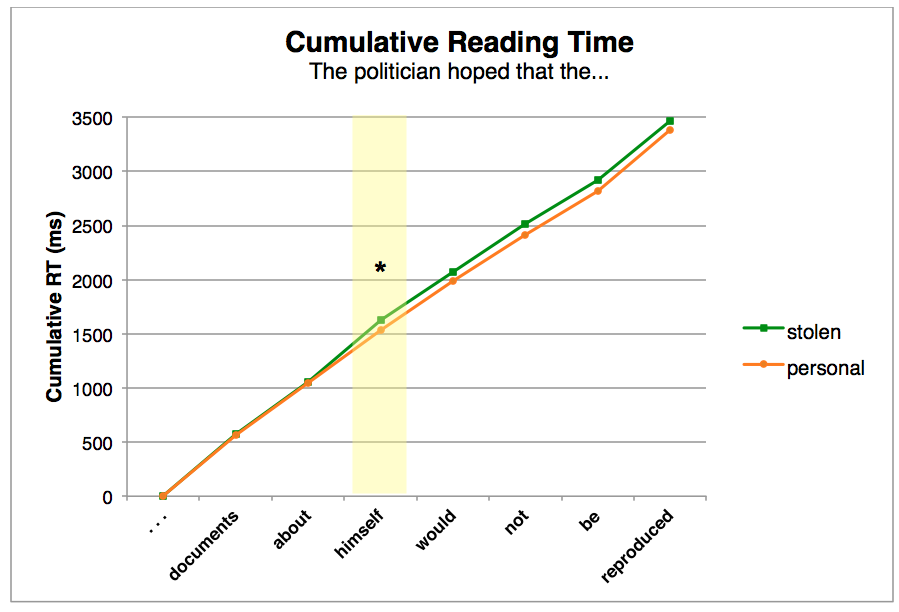 Cumulative Reading Time
The politician hoped that the...
Cumulative RT (ms)
3500
3000
2500
2000
1500
1000
500
0
*
stolen
personal
...
documents
about
himself
would
not
be
reproduced